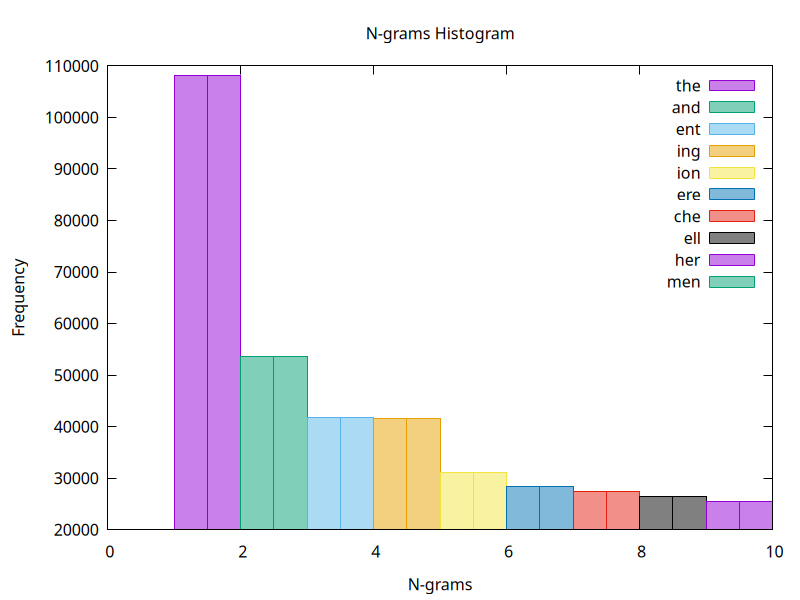 N-grams Histogram
110000
100000
90000
80000
70000
60000
50000
40000
30000
20000
Frequency
the
and
ent
ing
ion
ere
che
ell
her
men
0 2 4 6 8 10
N-grams